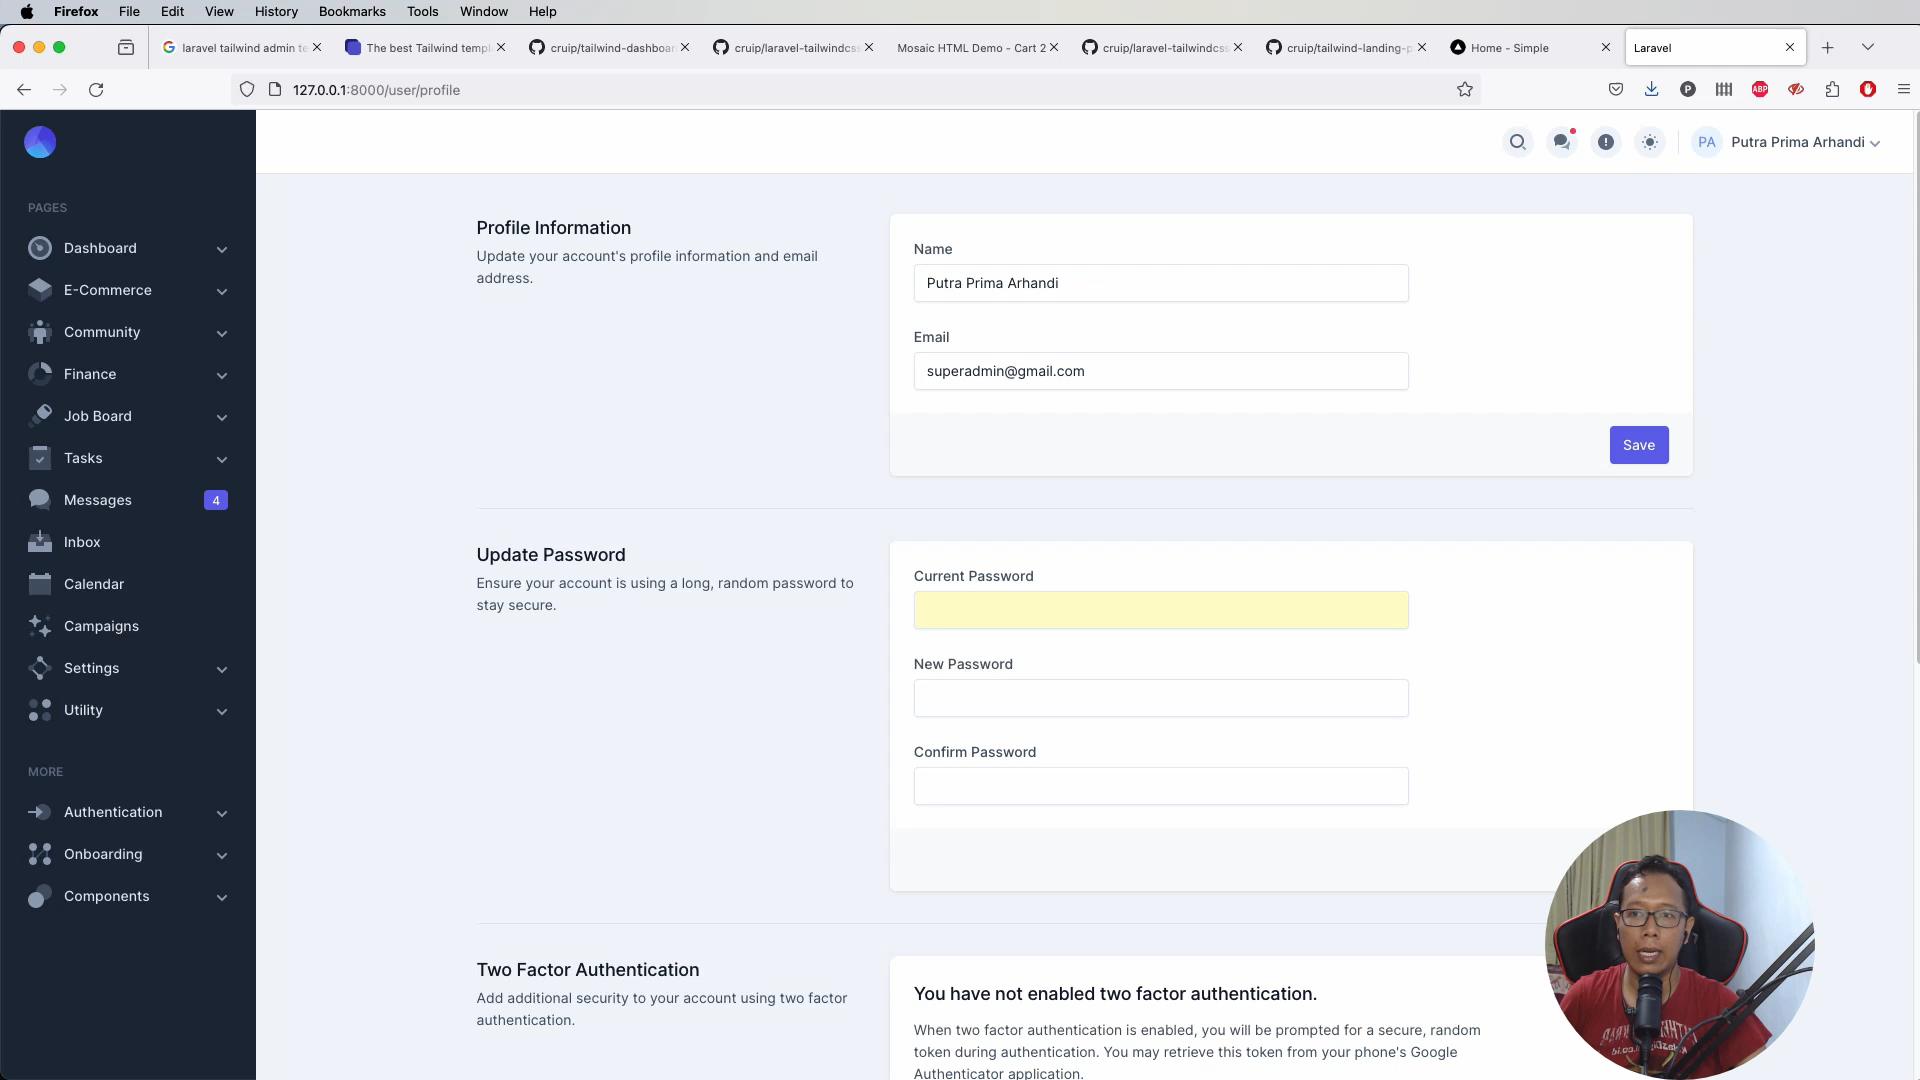 Firefox File Edit View History Bookmarks Tools Window Help
laravel tailwind admin te
The best Tailwind templ
cruip/tailwind-dashboar
cruip/laravel-tailwindcs
Mosaic HTML Demo - Cart 2
cruip/laravel-tailwindcss
cruip/tailwind-landing-p
Home - Simple
Laravel
127.0.0.1:8000/user/profile
P
ABP
PA Putra Prima Arhandi
PAGES
Dashboard
E-Commerce
Community
Finance
Job Board
Tasks
Messages 4
Inbox
Calendar
Campaigns
Settings
Utility
MORE
Authentication
Onboarding
Components
Profile Information
Update your account's profile information and email
address.
Name
Putra Prima Arhandi
Email
superadmin@gmail.com
Save
Update Password
Ensure your account is using a long, random password to
stay secure.
Current Password
New Password
Confirm Password
Two Factor Authentication
Add additional security to your account using two factor
authentication.
You have not enabled two factor authentication.
When two factor authentication is enabled, you will be prompted for a secure, random
token during authentication. You may retrieve this token from your phone's Google
Authenticator application.